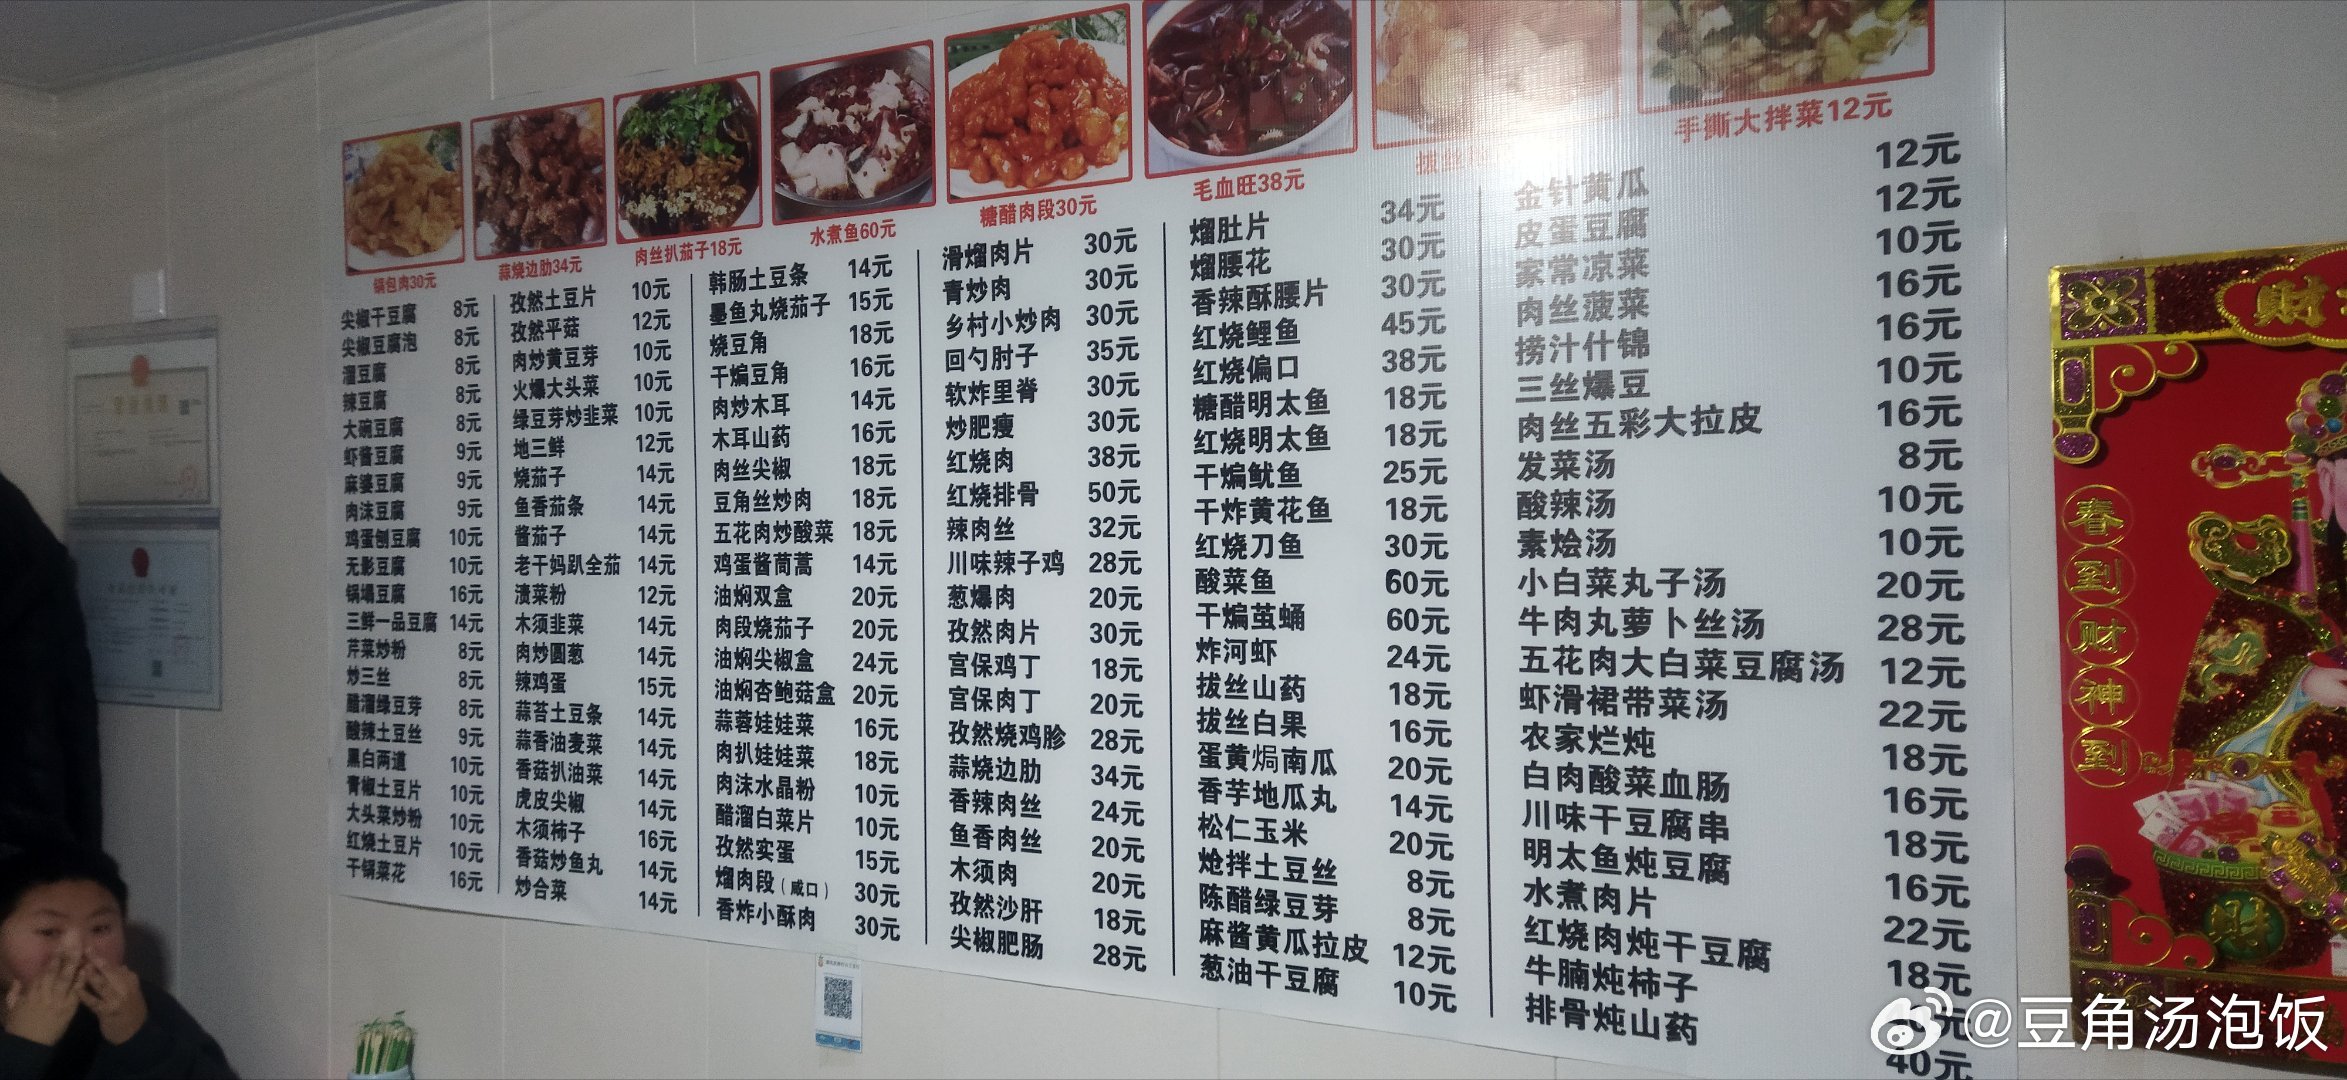 锅包肉30元
蒜烧边肋34元
肉丝扒茄子18元
水煮鱼60元
糖醋肉段30元
毛血旺38元
拔丝
手撕大拌菜12元
尖椒干豆腐 8元
尖椒豆腐泡 8元
溜豆腐 8元
辣豆腐 8元
大碗豆腐 8元
虾酱豆腐 9元
麻婆豆腐 9元
肉沫豆腐 9元
鸡蛋刨豆腐 10元
无影豆腐 10元
锅塌豆腐 16元
三鲜一品豆腐 14元
芹菜炒粉 8元
炒三丝 8元
醋溜绿豆芽 8元
酸辣土豆丝 9元
黑白两道 10元
青椒土豆片 10元
大头菜炒粉 10元
红烧土豆片 10元
干锅菜花 16元
孜然土豆片 10元
孜然平菇 12元
肉炒黄豆芽 10元
火爆大头菜 10元
绿豆芽炒韭菜 10元
地三鲜 12元
烧茄子 14元
鱼香茄条 14元
酱茄子 14元
老干妈趴全茄 14元
渍菜粉 12元
木须韭菜 14元
肉炒圆葱 14元
辣鸡蛋 15元
蒜苔土豆条 14元
蒜香油麦菜 14元
香菇扒油菜 14元
虎皮尖椒 14元
木须柿子 16元
香菇炒鱼丸 14元
炒合菜 14元
韩肠土豆条 14元
墨鱼丸烧茄子 15元
烧豆角 18元
干煸豆角 16元
肉炒木耳 14元
木耳山药 16元
肉丝尖椒 18元
豆角丝炒肉 18元
五花肉炒酸菜 18元
鸡蛋酱茼蒿 14元
油焖双盒 20元
肉段烧茄子 20元
油焖尖椒盒 24元
油焖杏鲍菇盒 20元
蒜蓉娃娃菜 16元
肉扒娃娃菜 18元
肉沫水晶粉 10元
醋溜白菜片 10元
孜然实蛋 15元
熘肉段（咸口） 30元
香炸小酥肉 30元
滑熘肉片 30元
青炒肉 30元
乡村小炒肉 30元
回勺肘子 35元
软炸里脊 30元
炒肥瘦 30元
红烧肉 38元
红烧排骨 50元
辣肉丝 32元
川味辣子鸡 28元
葱爆肉 20元
孜然肉片 30元
宫保鸡丁 18元
宫保肉丁 20元
孜然烧鸡胗 28元
蒜烧边肋 34元
香辣肉丝 24元
鱼香肉丝 20元
木须肉 20元
孜然沙肝 18元
尖椒肥肠 28元
熘肚片 34元
熘腰花 30元
香辣酥腰片 30元
红烧鲤鱼 45元
红烧偏口 38元
糖醋明太鱼 18元
红烧明太鱼 18元
干煸鱿鱼 25元
干炸黄花鱼 18元
红烧刀鱼 30元
酸菜鱼 60元
干煸茧蛹 60元
炸河虾 24元
拔丝山药 18元
拔丝白果 16元
蛋黄焗南瓜 20元
香芋地瓜丸 14元
松仁玉米 20元
炝拌土豆丝 8元
陈醋绿豆芽 8元
麻酱黄瓜拉皮 12元
葱油干豆腐 10元
金针黄瓜 12元
皮蛋豆腐 12元
家常凉菜 10元
肉丝菠菜 16元
捞汁什锦 16元
三丝爆豆 10元
肉丝五彩大拉皮 16元
发菜汤 8元
酸辣汤 10元
素烩汤 10元
小白菜丸子汤 20元
牛肉丸萝卜丝汤 28元
五花肉大白菜豆腐汤 12元
虾滑裙带菜汤 22元
农家烂炖 18元
白肉酸菜血肠 16元
川味干豆腐串 18元
明太鱼炖豆腐 16元
水煮肉片 22元
红烧肉炖干豆腐 18元
牛腩炖柿子
排骨炖山药 40元
财
春到财神到
财
@豆角汤泡饭